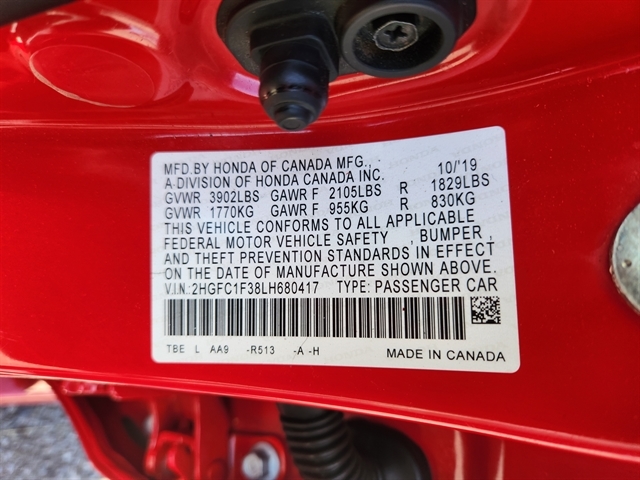 MFD.BY HONDA OF CANADA MFG., 10/'19
A DIVISION OF HONDA CANADA INC.
GVWR 3902LBS GAWR F 2105LBS R 1829LBS
GVWR 1770KG GAWR F 955KG R 830KG
THIS VEHICLE CONFORMS TO ALL APPLICABLE
FEDERAL MOTOR VEHICLE SAFETY , BUMPER ,
AND THEFT PREVENTION STANDARDS IN EFFECT
ON THE DATE OF MANUFACTURE SHOWN ABOVE.
V.I.N.:2HGFC1F38LH680417 TYPE: PASSENGER CAR
TBE L AA9 -R513 -A -H MADE IN CANADA